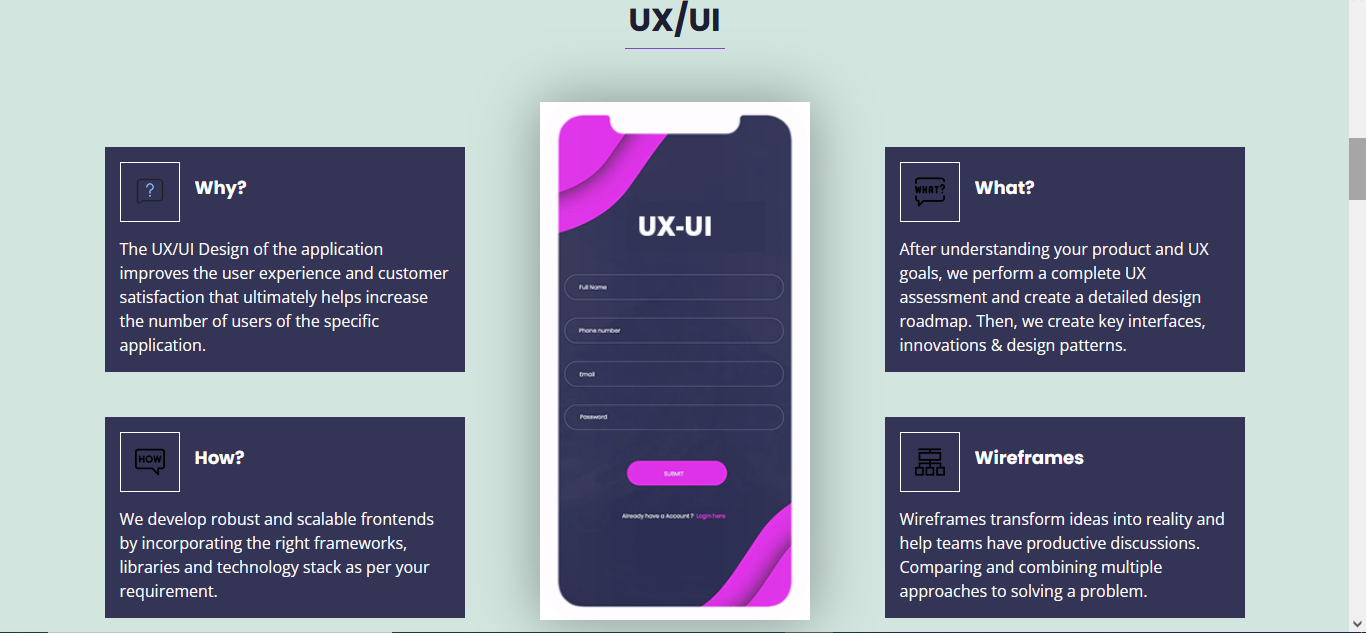 UX/UI
?
Why?
The UX/UI Design of the application
improves the user experience and customer
satisfaction that ultimately helps increase
the number of users of the specific
application.
HOW
How?
We develop robust and scalable frontends
by incorporating the right frameworks,
libraries and technology stack as per your
requirement.
UX-UI
Full Name
Phone number
Email
Password
SUBMIT
Already have a Account ? Login here
WHAT?
What?
After understanding your product and UX
goals, we perform a complete UX
assessment and create a detailed design
roadmap. Then, we create key interfaces,
innovations & design patterns.
Wireframes
Wireframes transform ideas into reality and
help teams have productive discussions.
Comparing and combining multiple
approaches to solving a problem.